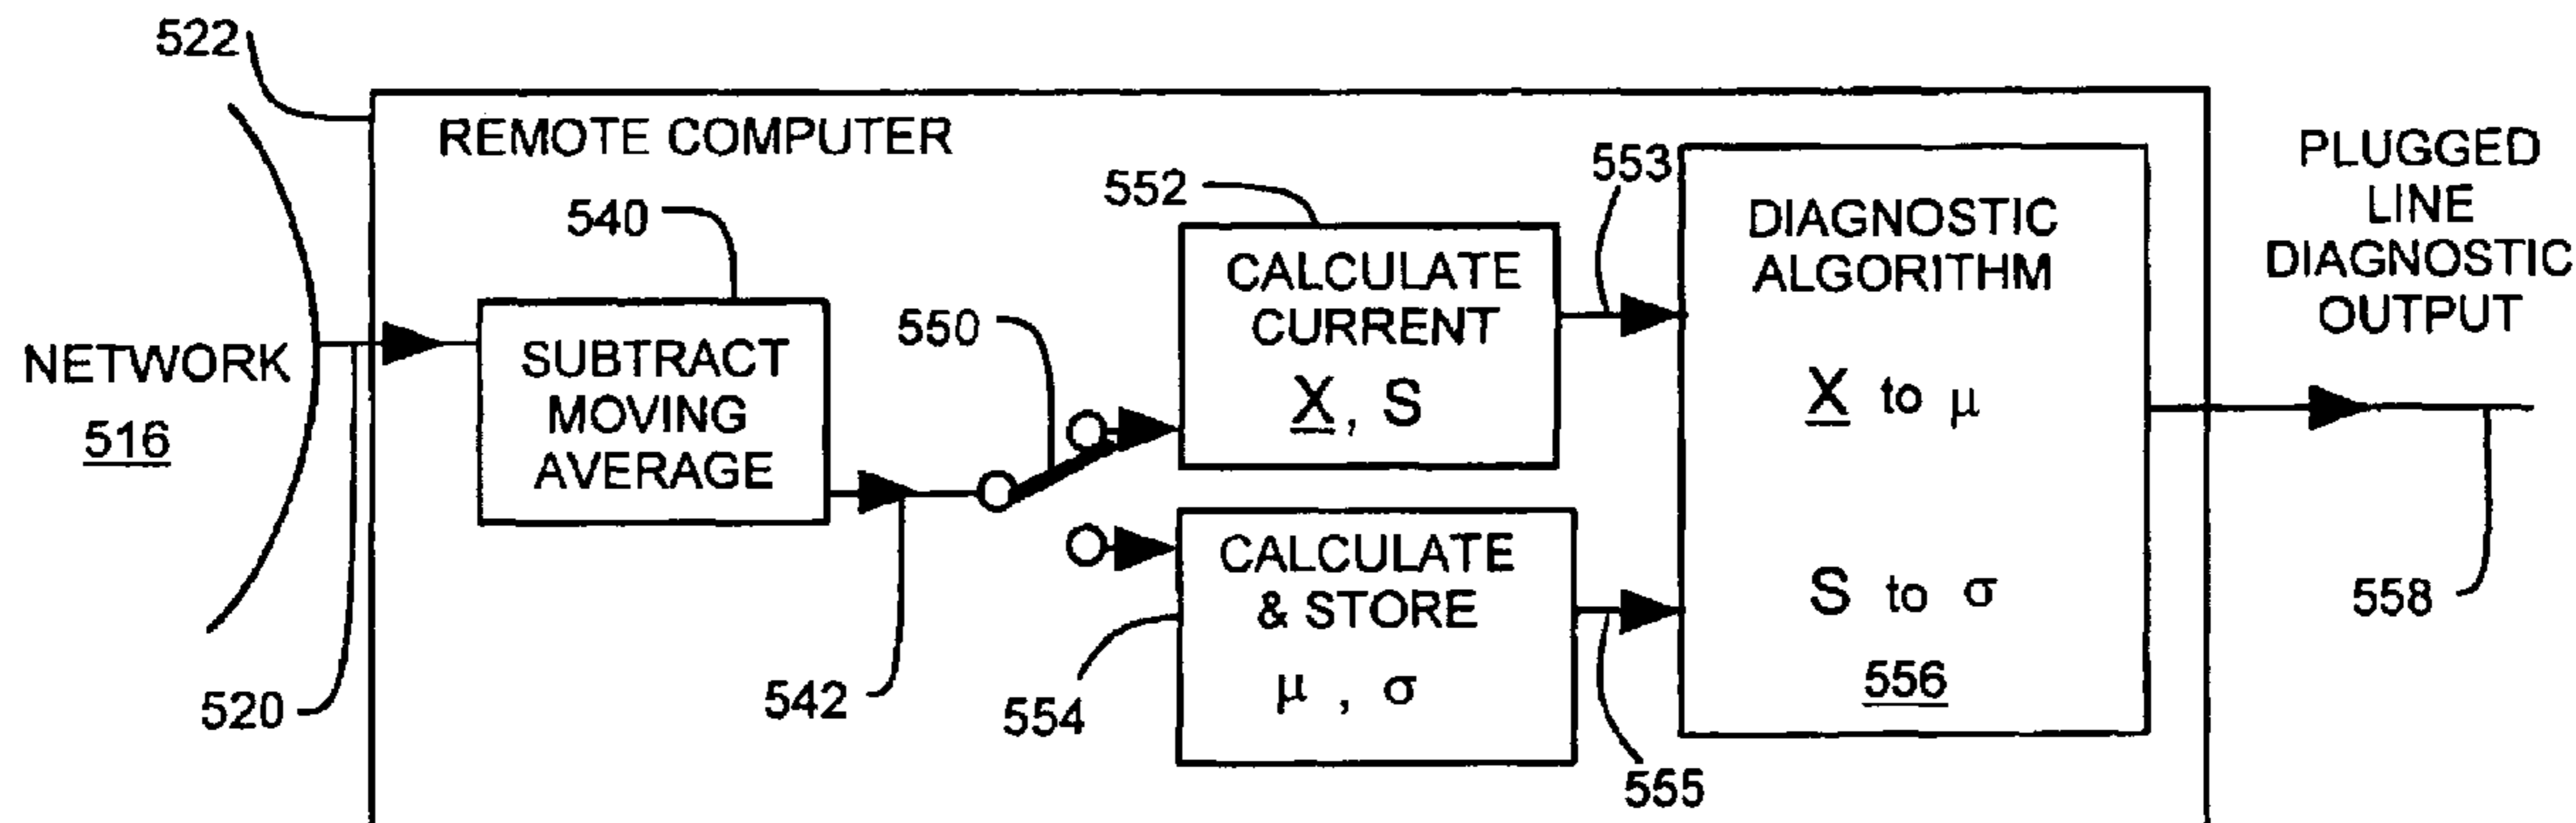 522
REMOTE COMPUTER
540
552
553
PLUGGED
LINE
DIAGNOSTIC
OUTPUT
NETWORK
516
SUBTRACT
MOVING
AVERAGE
550
CALCULATE
CURRENT
X, S
DIAGNOSTIC
ALGORITHM
X to μ
S to σ
556
CALCULATE
& STORE
μ , σ
520
542
554
555
558